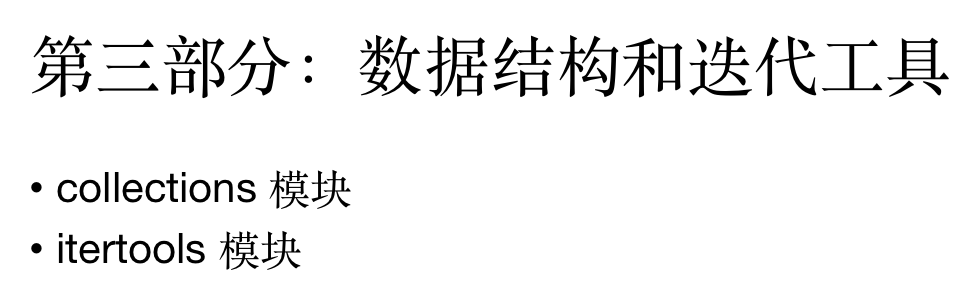 第三部分：数据结构和迭代工具
• collections 模块
• itertools 模块